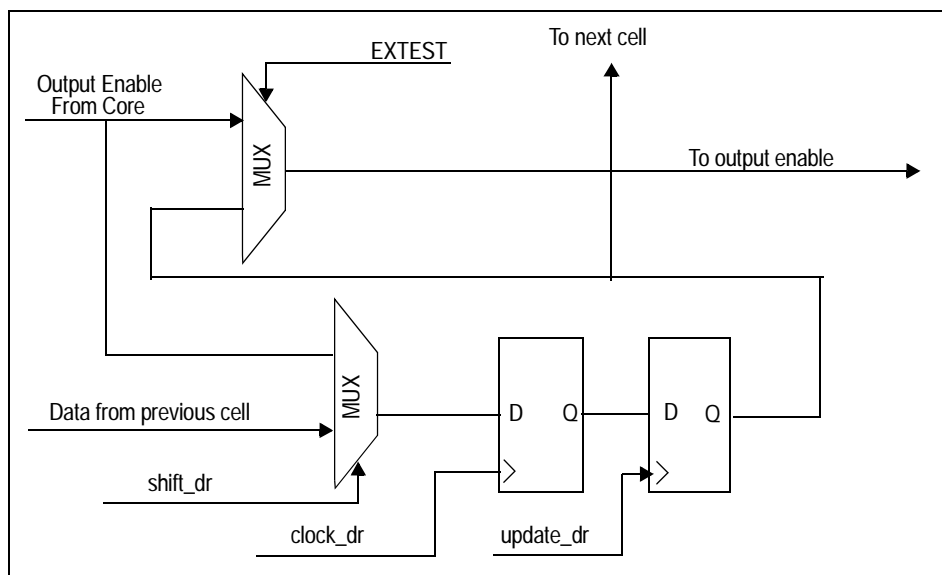 EXTEST
To next cell
Output Enable
From Core
MUX
To output enable
MUX
D Q
D Q
Data from previous cell
shift_dr
clock_dr
update_dr